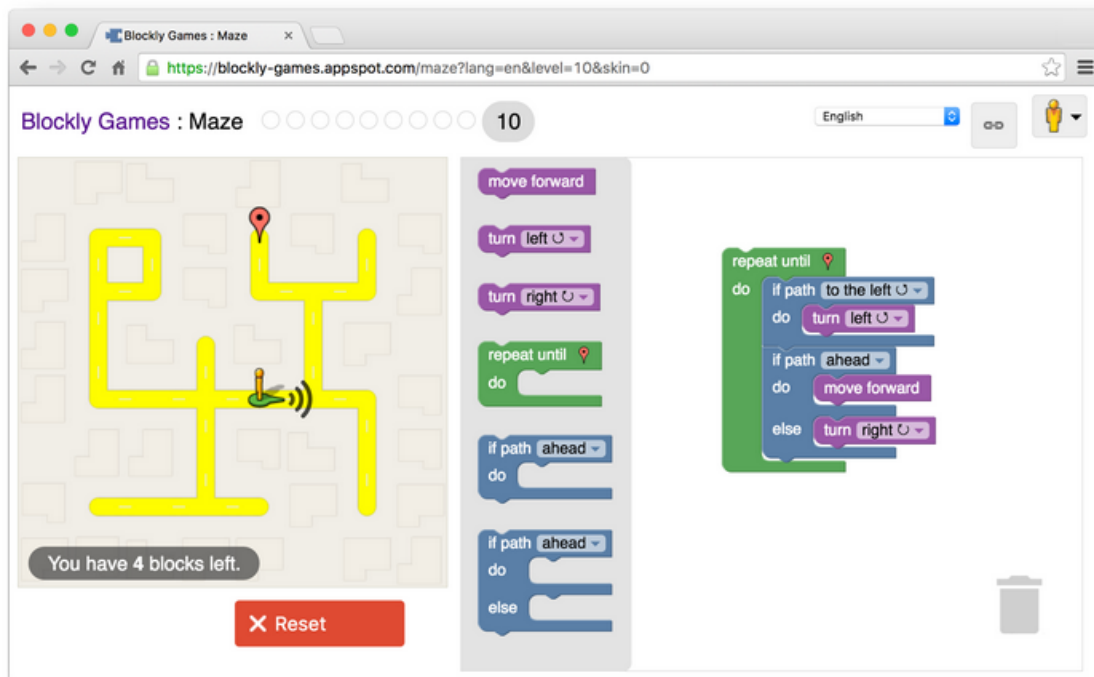 Blockly Games : Maze
https://blockly-games.appspot.com/maze?lang=en&level=10&skin=0
Blockly Games : Maze 10
English
You have 4 blocks left.
Reset
move forward
turn left
turn right
repeat until
do
if path ahead
do
if path ahead
do
else
repeat until
do if path to the left
do turn left
if path ahead
do move forward
else turn right